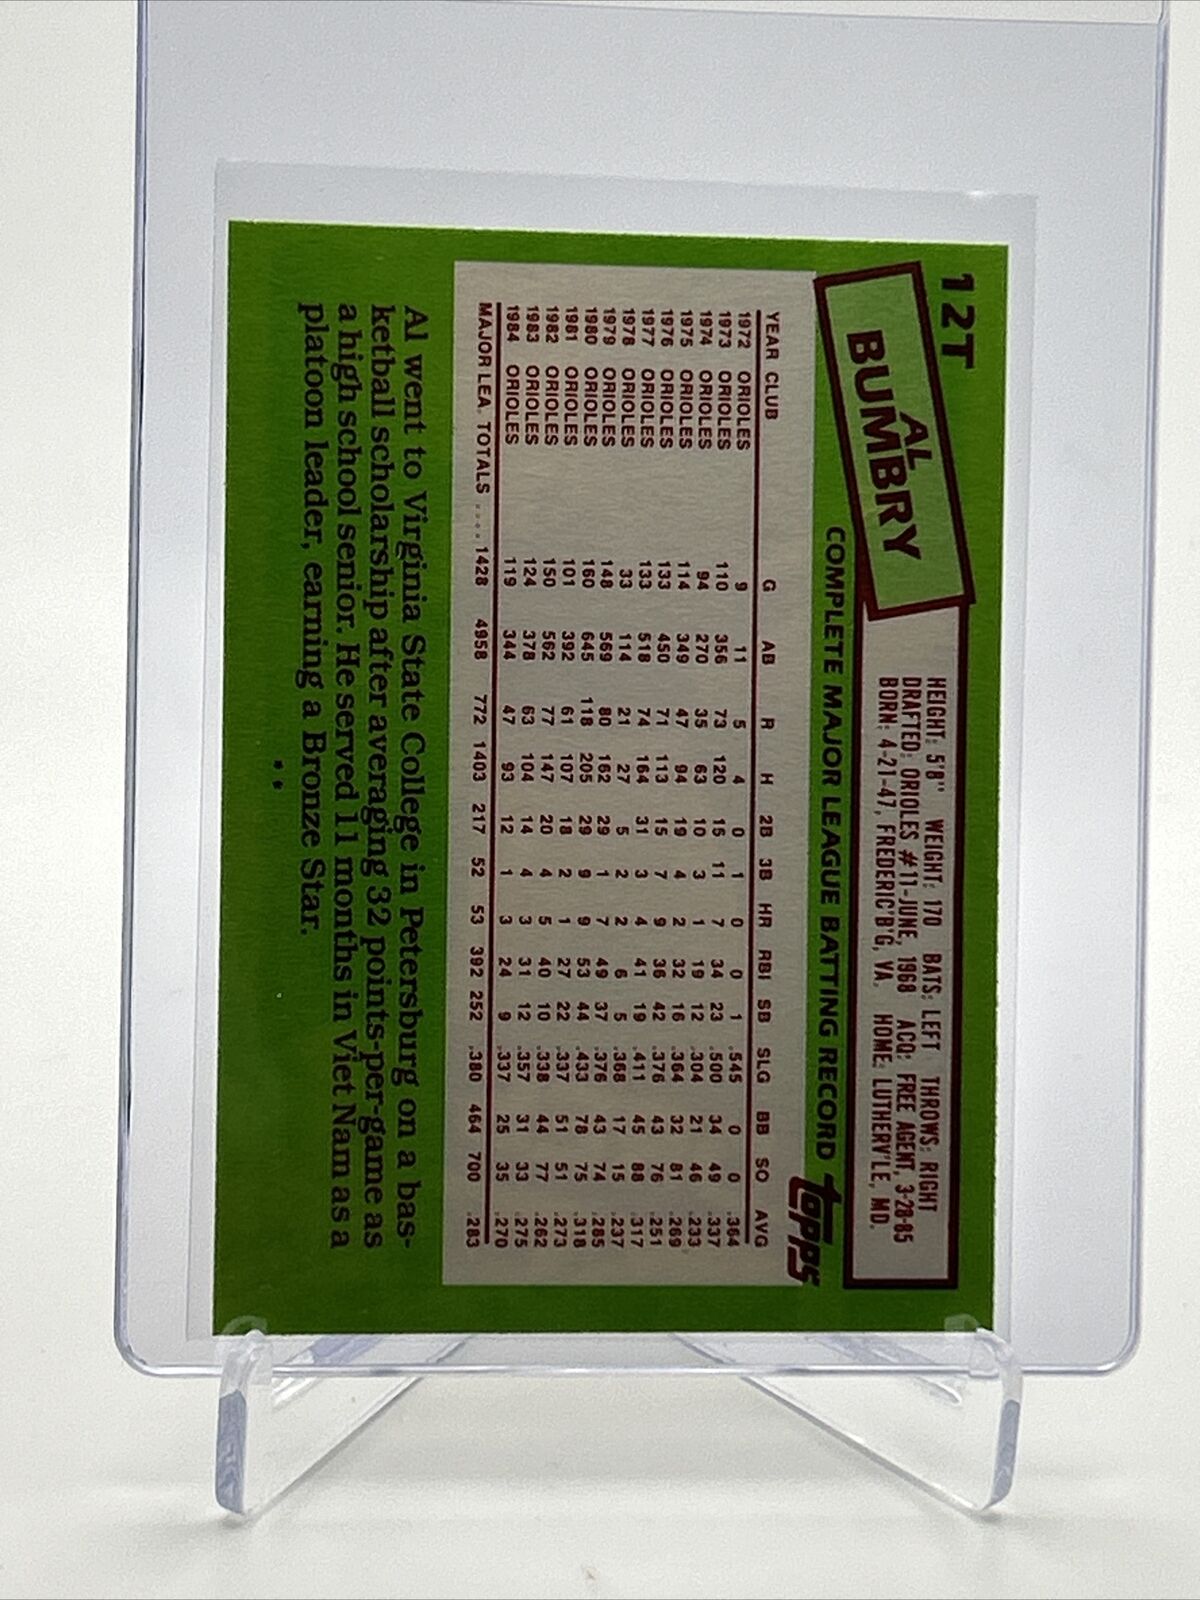 12T
AL
BUMBRY
HEIGHT: 5'8" WEIGHT: 170 BATS: LEFT THROWS: RIGHT
DRAFTED: ORIOLES #11-JUNE, 1968 ACQ: FREE AGENT, 3-28-85
BORN: 4-21-47, FREDERIC'B'G, VA. HOME: LUTHERV'LE, MD.
COMPLETE MAJOR LEAGUE BATTING RECORD
topps
YEAR CLUB G AB R H 2B 3B HR RBI SB SLG BB SO AVG
1972 ORIOLES 9 11 5 4 0 1 0 0 1 .545 0 0 .364
1973 ORIOLES 110 356 73 120 15 11 7 34 23 .500 34 49 .337
1974 ORIOLES 94 270 35 63 10 3 1 19 12 .304 21 46 .233
1975 ORIOLES 114 349 47 94 19 4 2 32 16 .364 32 81 .269
1976 ORIOLES 133 450 71 113 15 7 9 36 42 .376 43 76 .251
1977 ORIOLES 133 518 74 164 31 3 4 41 19 .411 45 88 .317
1978 ORIOLES 33 114 21 27 5 2 2 6 5 .368 17 15 .237
1979 ORIOLES 148 569 80 162 29 1 7 49 37 .376 43 74 .285
1980 ORIOLES 160 645 118 205 29 9 9 53 44 .433 78 75 .318
1981 ORIOLES 101 392 61 107 18 2 1 27 22 .337 51 51 .273
1982 ORIOLES 150 562 77 147 20 4 5 40 10 .338 44 77 .262
1983 ORIOLES 124 378 63 104 14 4 3 31 12 .357 31 33 .275
1984 ORIOLES 119 344 47 93 12 1 3 24 9 .337 25 35 .270
MAJOR LEA. TOTALS .... 1428 4958 772 1403 217 52 53 392 252 .380 464 700 .283
Al went to Virginia State College in Petersburg on a bas-
ketball scholarship after averaging 32 points-per-game as
a high school senior. He served 11 months in Viet Nam as a
platoon leader, earning a Bronze Star.
**